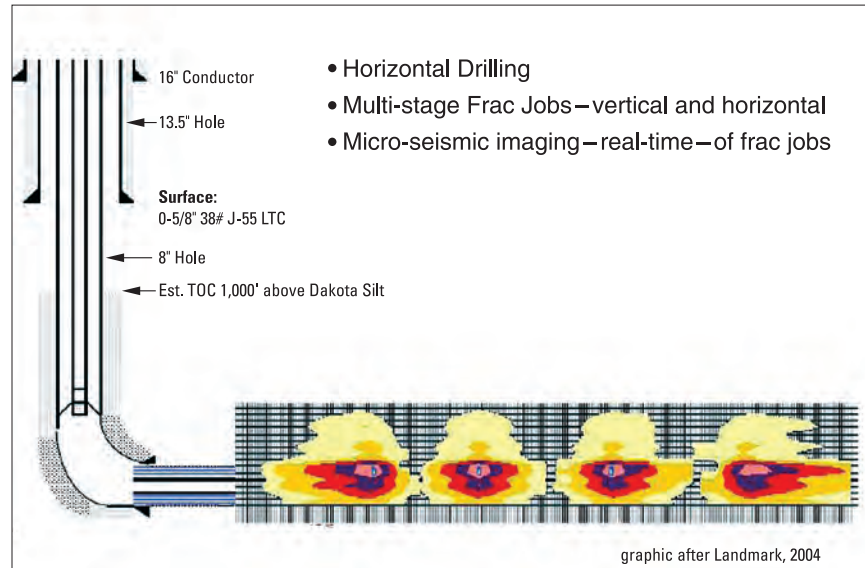 16" Conductor
13.5" Hole
Surface:
0-5/8" 38# J-55 LTC
8" Hole
Est. TOC 1,000' above Dakota Silt
• Horizontal Drilling
• Multi-stage Frac Jobs–vertical and horizontal
• Micro-seismic imaging–real-time–of frac jobs
graphic after Landmark, 2004